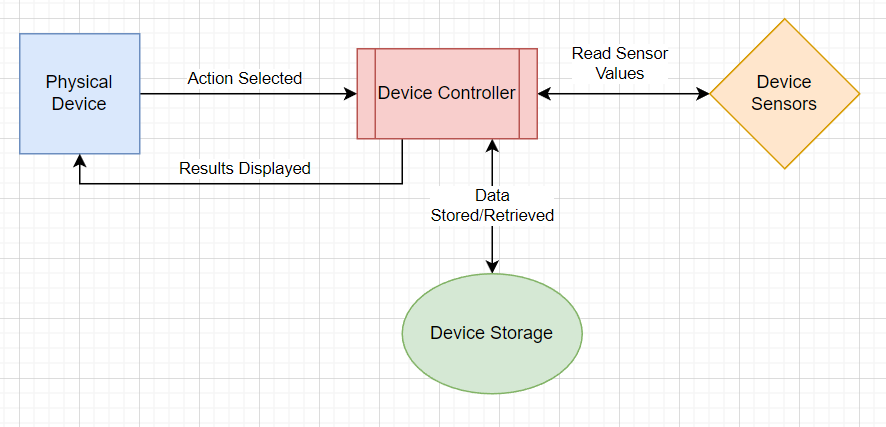 Physical
Device
Action Selected
Device Controller
Read Sensor
Values
Device
Sensors
Results Displayed
Data
Stored/Retrieved
Device Storage